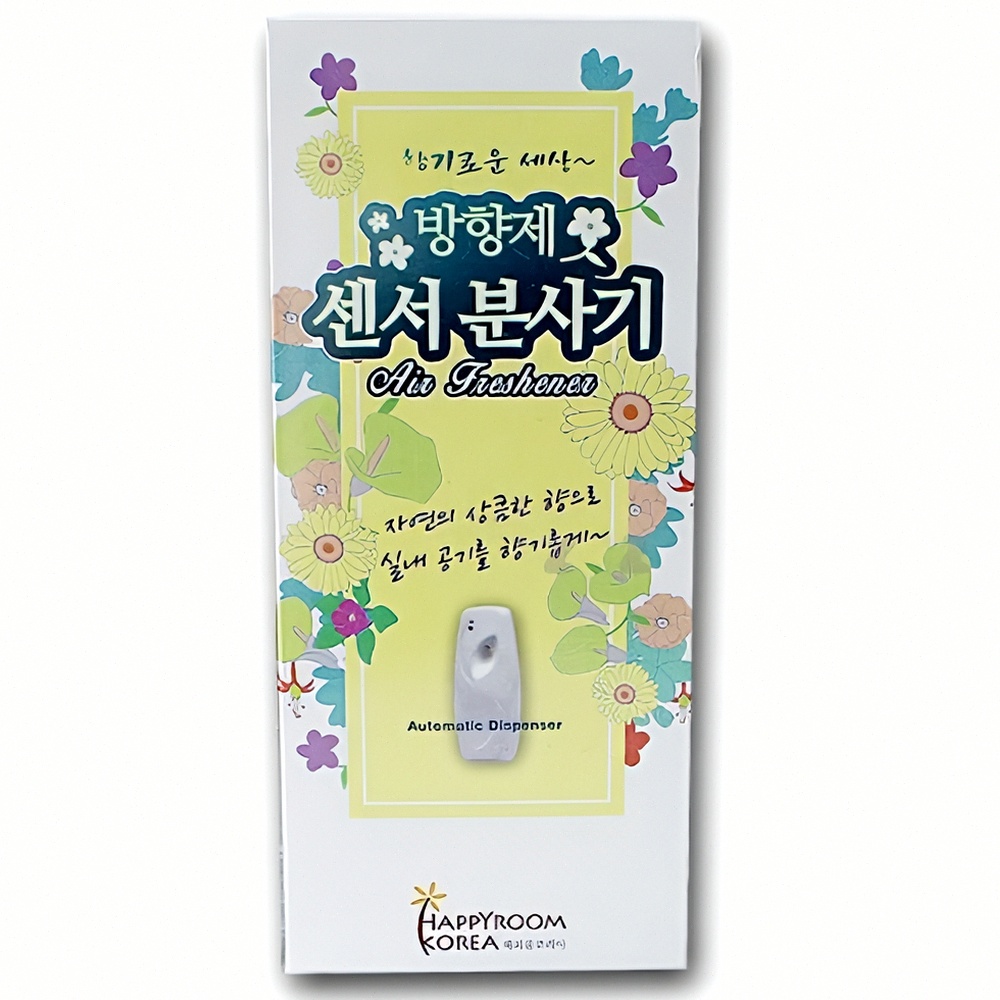 향기로운 세상~
방향제
센서 분사기
Air Freshener
자연의 상큼한 향으로
실내 공기를 향기롭게~
Automatic Dispenser
HAPPYROOM
KOREA